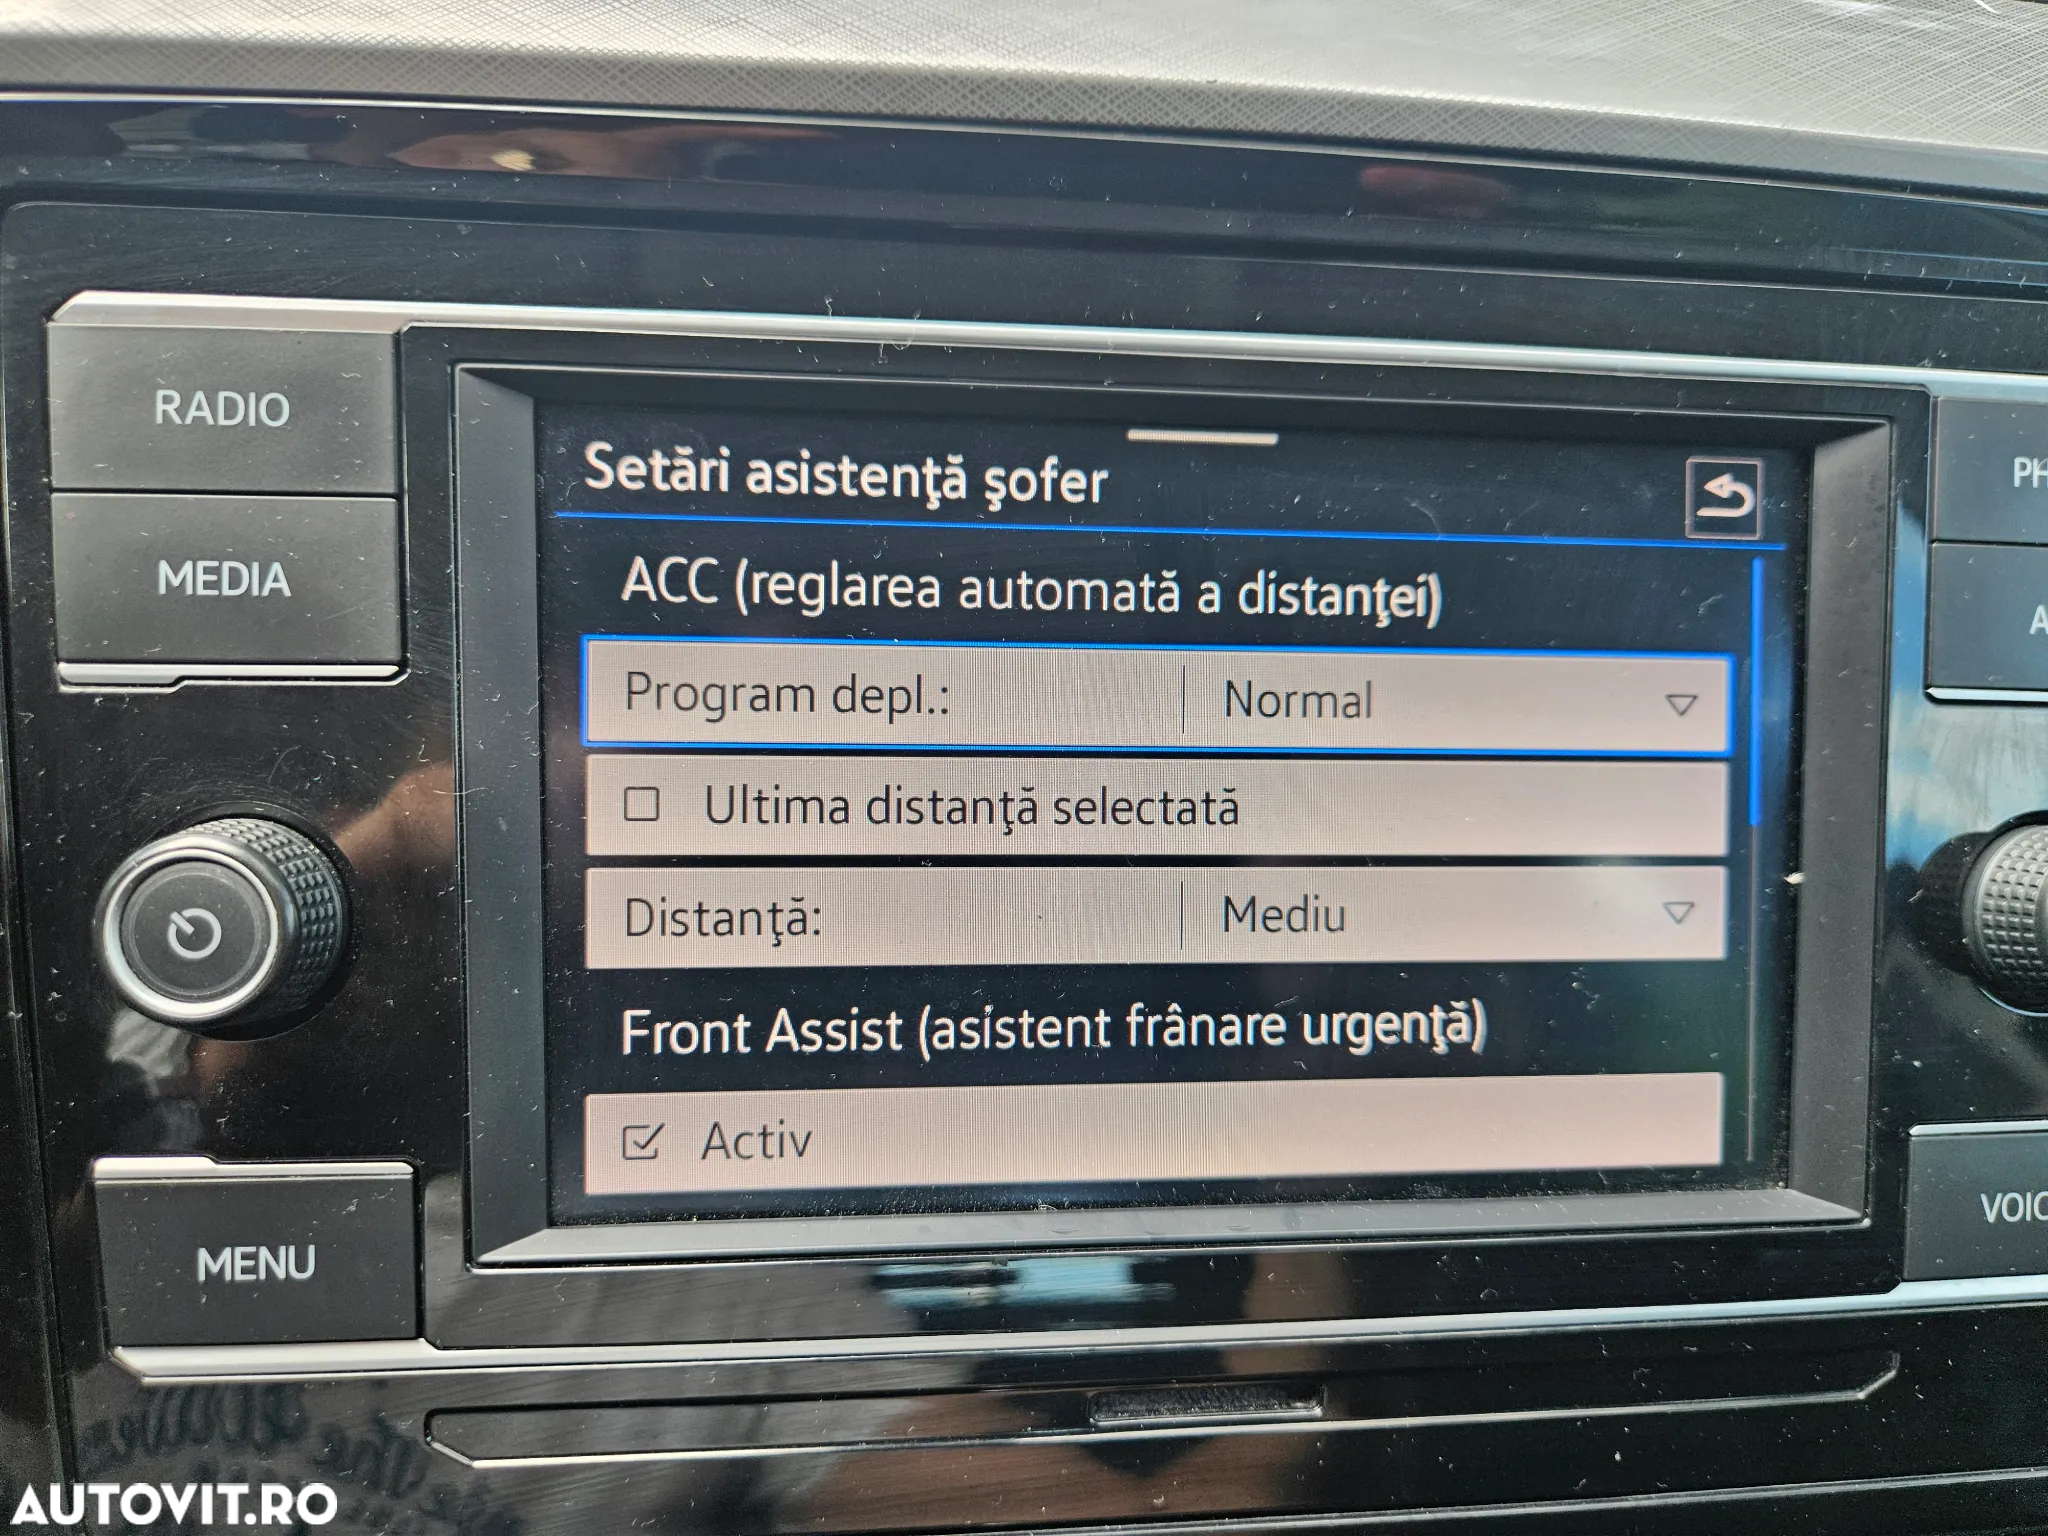 RADIO
MEDIA
MENU
Setări asistenţă şofer
ACC (reglarea automată a distanţei)
Program depl.: Normal
Ultima distanţă selectată
Distanţă: Mediu
Front Assist (asistent frânare urgenţă)
Activ
AUTOVIT.RO